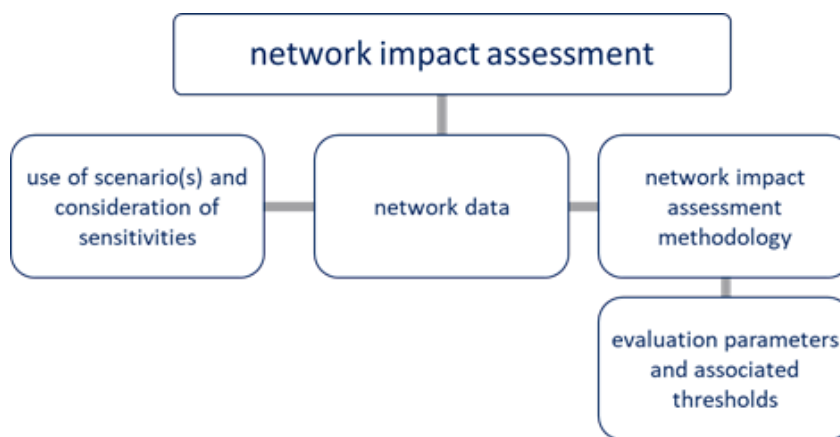 network impact assessment
use of scenario(s) and
consideration of
sensitivities
network data
network impact
assessment
methodology
evaluation parameters
and associated
thresholds